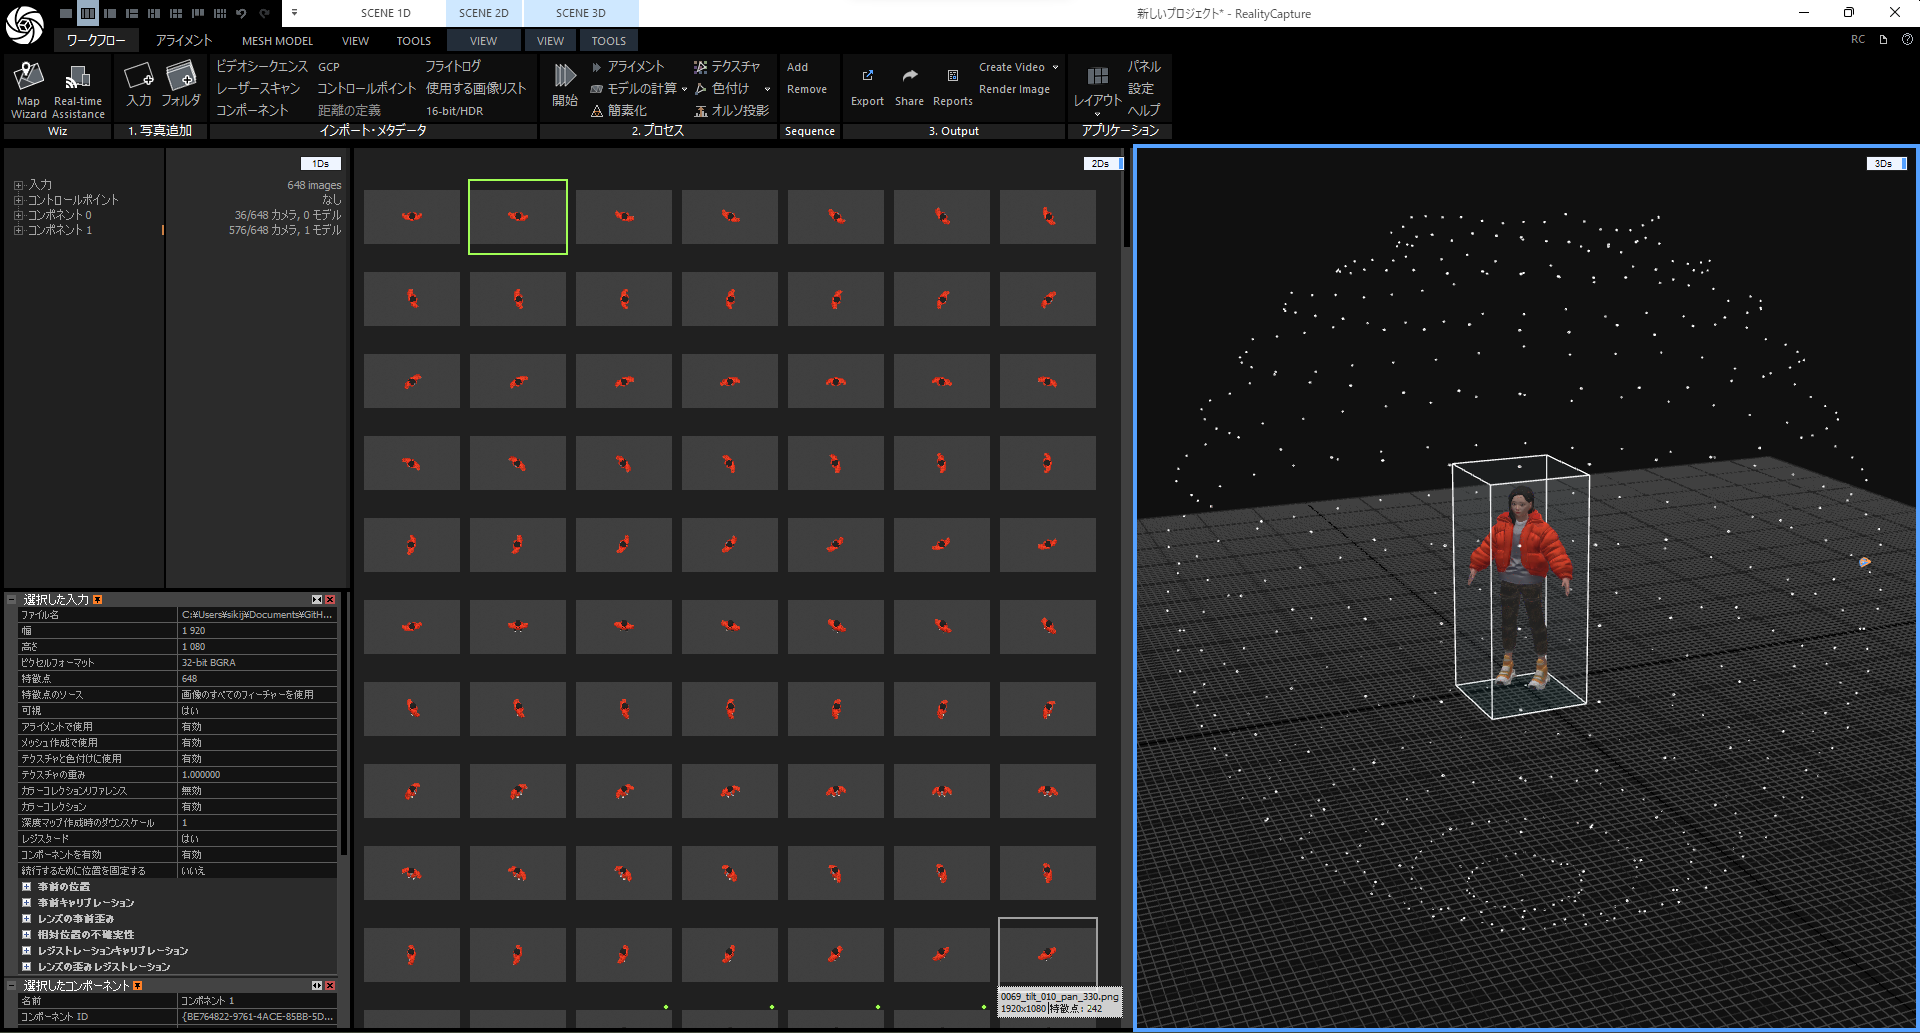 SCENE 1D
SCENE 2D
SCENE 3D
新しいプロジェクト* - RealityCapture
ワークフロー
アライメント
MESH MODEL
VIEW
TOOLS
VIEW
VIEW
TOOLS
RC
Map Wizard
Real-time Assistance
Wiz
入力
フォルダ
1. 写真追加
ビデオシークエンス
レーザースキャン
コンポーネント
GCP
コントロールポイント
距離の定義
フライトログ
使用する画像リスト
16-bit/HDR
インポート・メタデータ
開始
アライメント
モデルの計算
簡素化
テクスチャ
色付け
オルソ投影
2. プロセス
Add
Remove
Sequence
Export
Share
Reports
Create Video
Render Image
3. Output
レイアウト
パネル
設定
ヘルプ
アプリケーション
1Ds
入力 648 images
コントロールポイント なし
コンポネント 0 36/648 カメラ, 0 モデル
コンポネント 1 576/648 カメラ, 1 モデル
2Ds
3Ds
選択した入力
ファイル名 C:¥Users¥sikij¥Documents¥GitH...
幅 1 920
高さ 1 080
ピクセルフォーマット 32-bit BGRA
特徴点 648
特徴点のソース 画像のすべてのフィーチャーを使用
可視 はい
アライメントで使用 有効
メッシュ作成で使用 有効
テクスチャと色付けに使用 有効
テクスチャの重み 1.000000
カラーコレクションリファレンス 無効
カラーコレクション 有効
深度マップ作成時のダウンスケール 1
レジスタード はい
コンポーネントを有効 有効
続行するために位置を固定する いいえ
事前の位置
事前キャリブレーション
レンズの事前歪み
相対位置の不確実性
レジストレーションキャリブレーション
レンズの歪みレジストレーション
選択したコンポーネント
名前 コンポネント 1
コンポーネント ID {BE764822-9761-4ACE-85BB-5D...
0069_tilt_010_pan_330.png
1920x1080 特徴点: 242